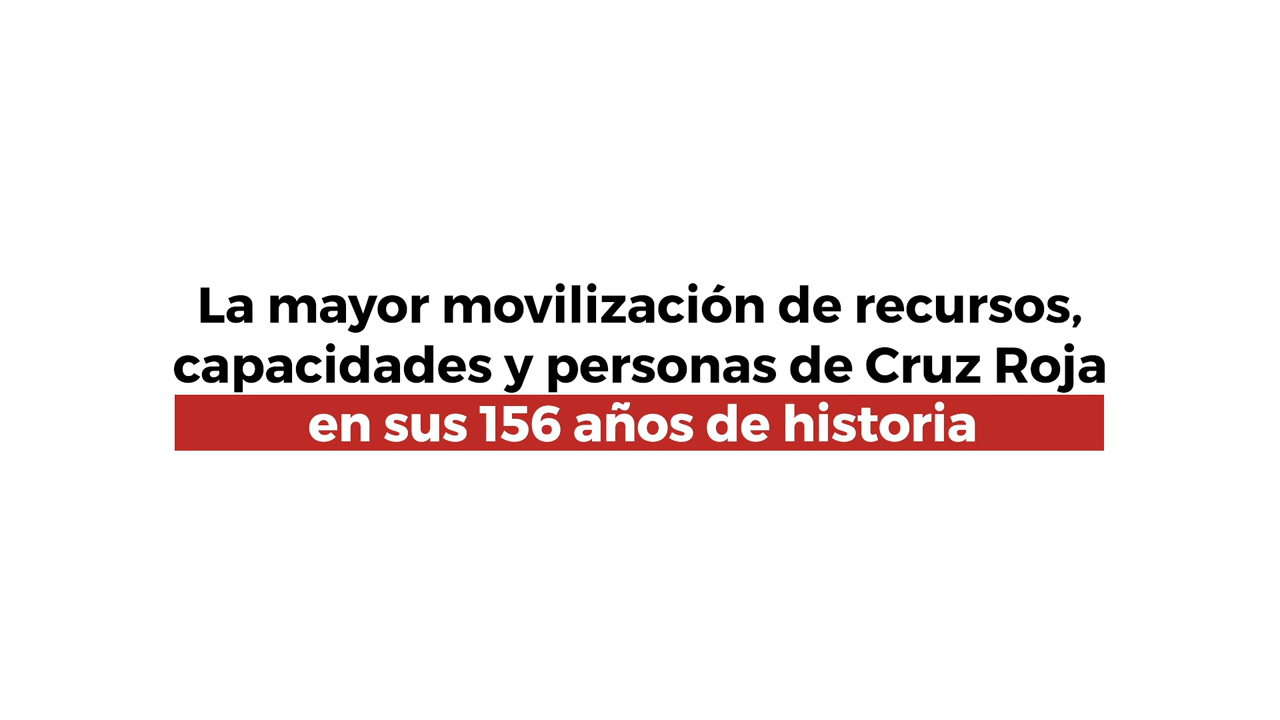 La mayor movilización de recursos,
capacidades y personas de Cruz Roja
en sus 156 años de historia